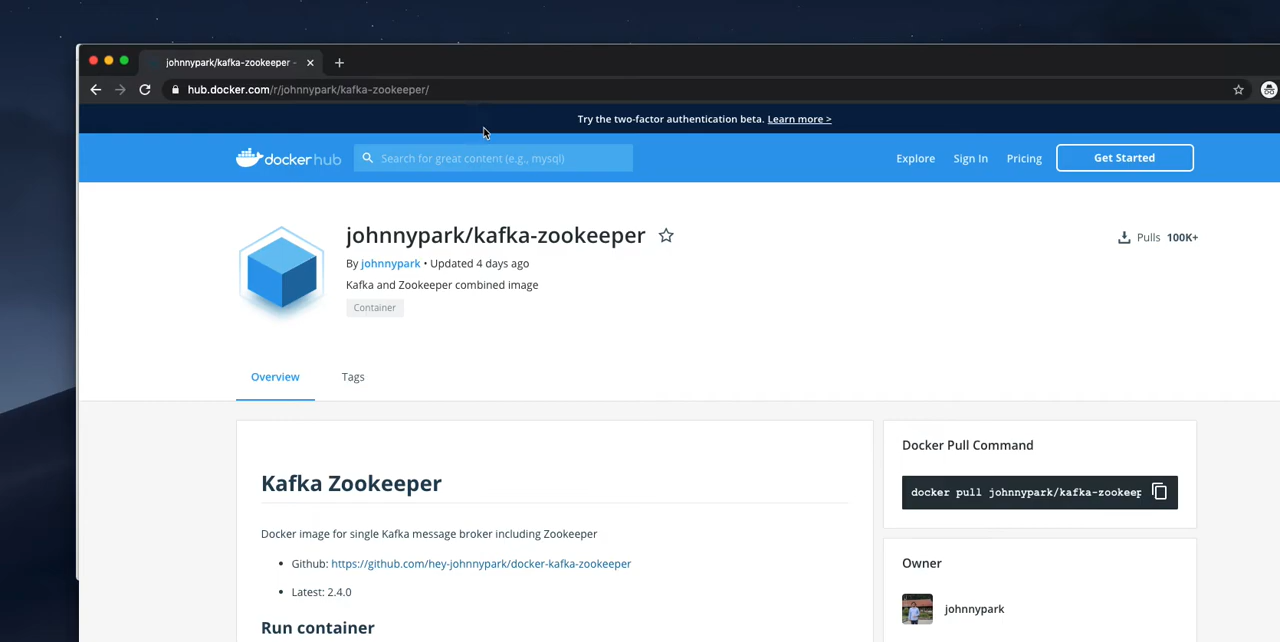 johnnypark/kafka-zookeeper -
hub.docker.com/r/johnnypark/kafka-zookeeper/
Try the two-factor authentication beta. Learn more >
dockerhub
Search for great content (e.g., mysql)
Explore
Sign In
Pricing
Get Started
johnnypark/kafka-zookeeper
Pulls 100K+
By johnnypark • Updated 4 days ago
Kafka and Zookeeper combined image
Container
Overview
Tags
Kafka Zookeeper
Docker image for single Kafka message broker including Zookeeper
• Github: https://github.com/hey-johnnypark/docker-kafka-zookeeper
• Latest: 2.4.0
Run container
Docker Pull Command
docker pull johnnypark/kafka-zookeep
Owner
johnnypark